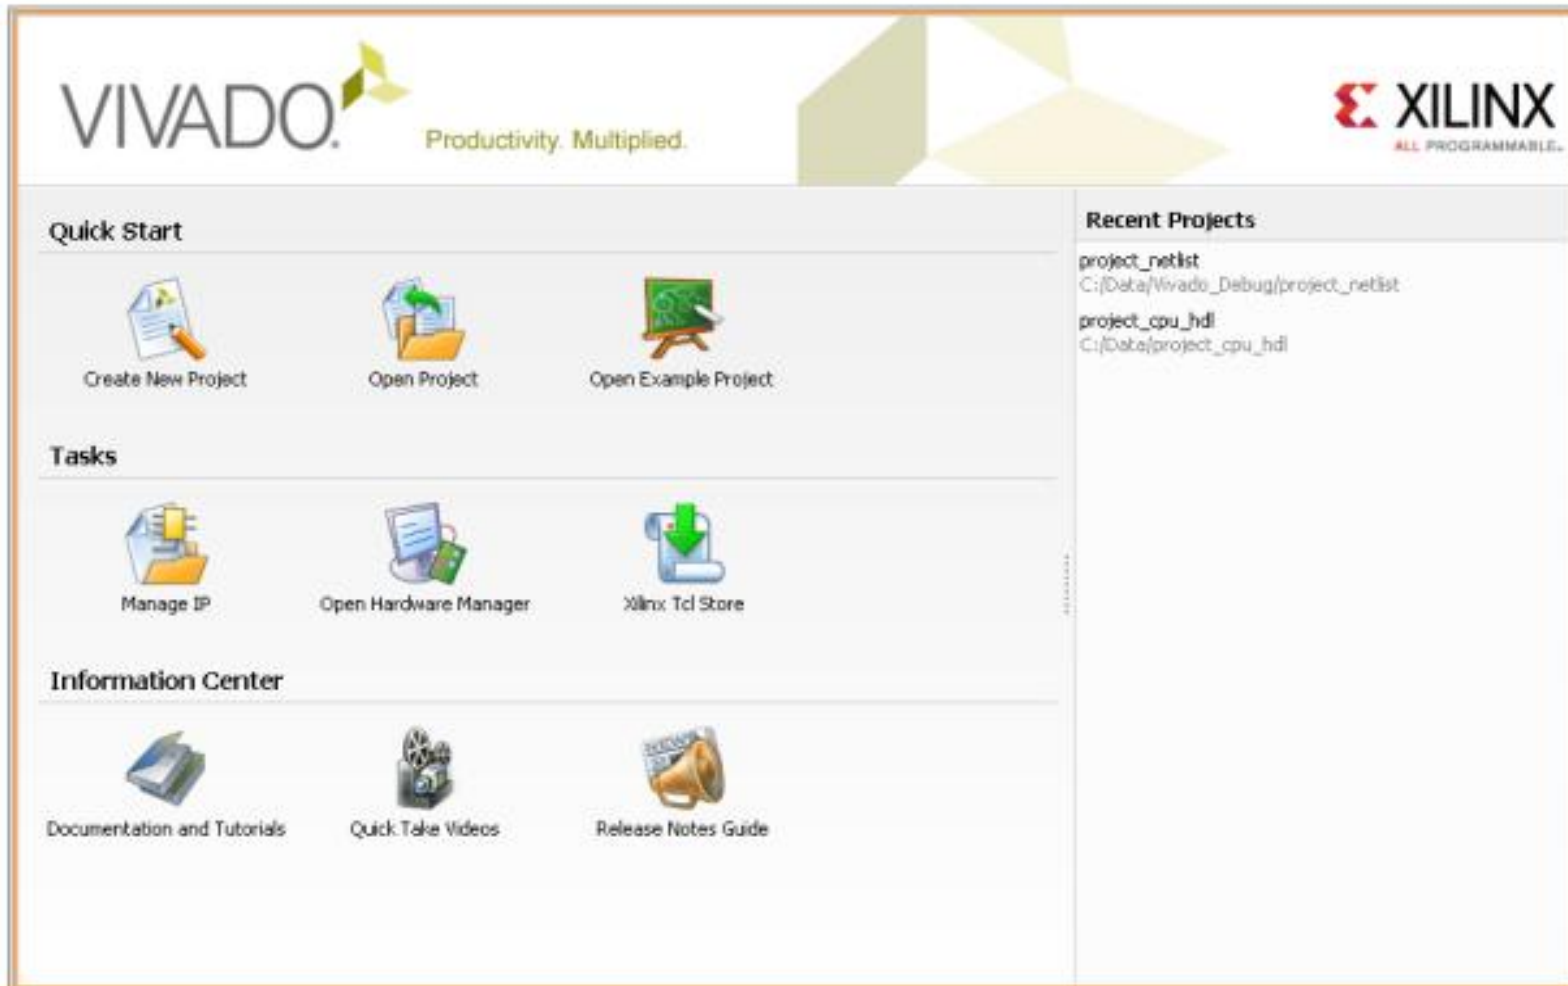 VIVADO.
Productivity. Multiplied.
XILINX
ALL PROGRAMMABLE.
Quick Start
Create New Project
Open Project
Open Example Project
Tasks
Manage IP
Open Hardware Manager
Xilinx Tcl Store
Information Center
Documentation and Tutorials
Quick Take Videos
Release Notes Guide
Recent Projects
project_netlist
C:/Data/Vivado_Debug/project_netlist
project_cpu_hdl
C:/Data/project_cpu_hdl